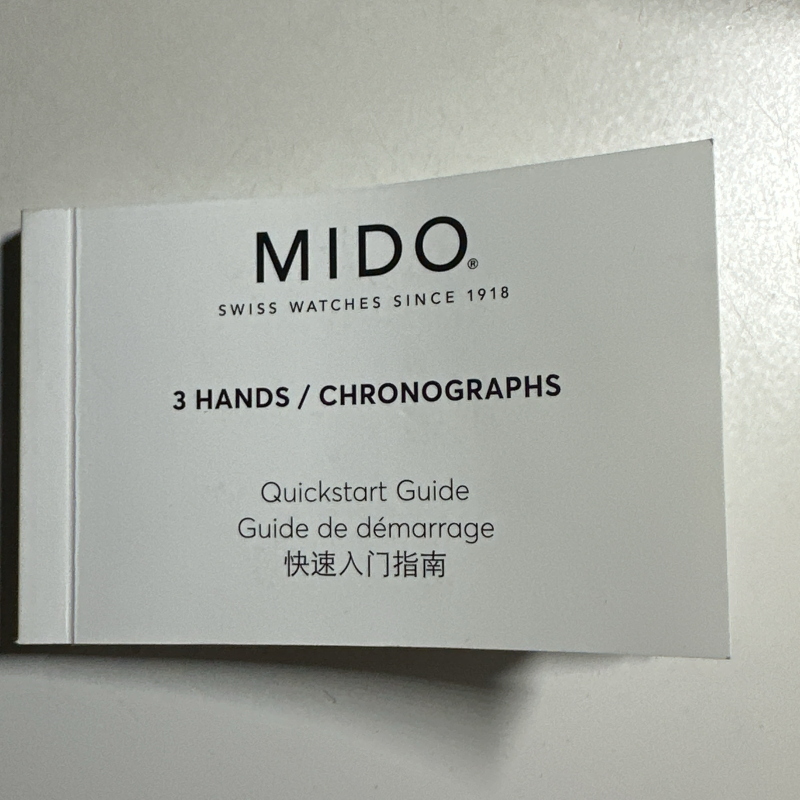 MIDO®
SWISS WATCHES SINCE 1918
3 HANDS / CHRONOGRAPHS
Quickstart Guide
Guide de démarrage
快速入门指南